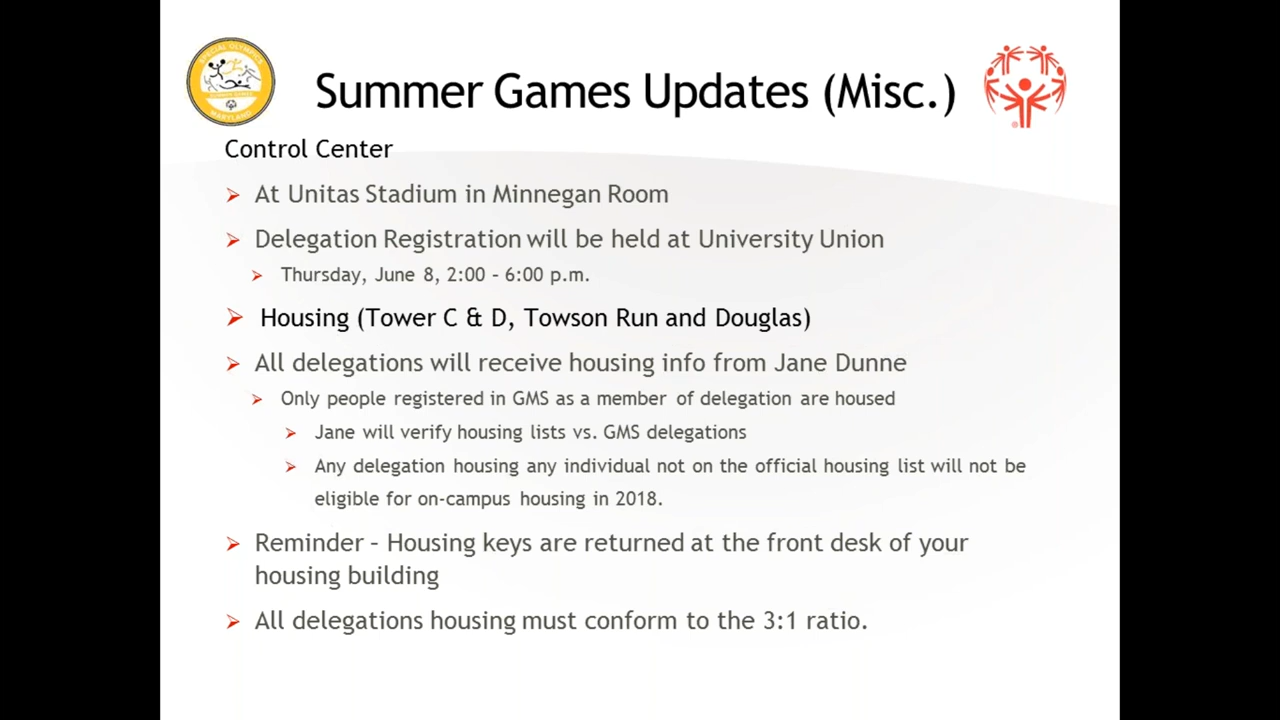 SPECIAL OLYMPICS
SUMMER GAMES
MARYLAND
Summer Games Updates (Misc.)
®
Control Center
At Unitas Stadium in Minnegan Room
Delegation Registration will be held at University Union
Thursday, June 8, 2:00 – 6:00 p.m.
Housing (Tower C & D, Towson Run and Douglas)
All delegations will receive housing info from Jane Dunne
Only people registered in GMS as a member of delegation are housed
Jane will verify housing lists vs. GMS delegations
Any delegation housing any individual not on the official housing list will not be
eligible for on-campus housing in 2018.
Reminder – Housing keys are returned at the front desk of your
housing building
All delegations housing must conform to the 3:1 ratio.